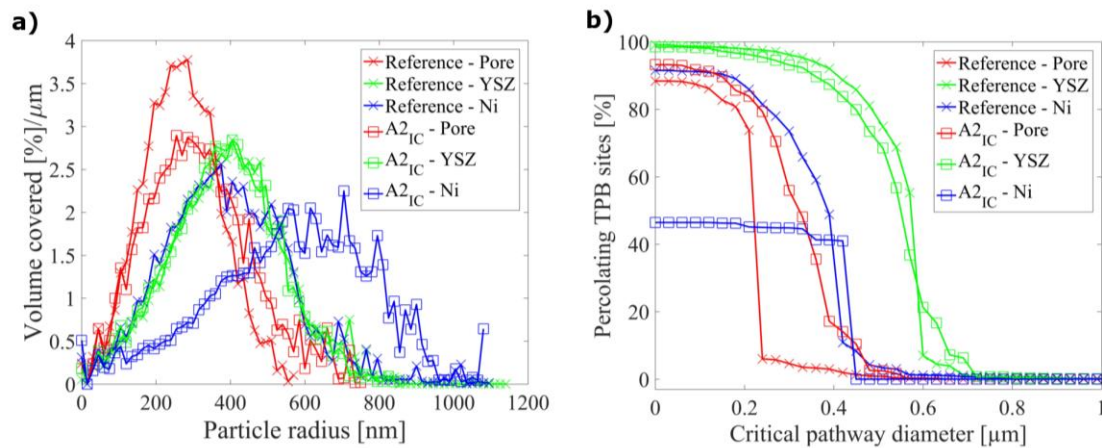 a)
Volume covered [%]/μm
4
3.5
3
2.5
2
1.5
1
0.5
0
0 200 400 600 800 1000 1200
Particle radius [nm]
Reference - Pore
Reference - YSZ
Reference - Ni
A2IC - Pore
A2IC - YSZ
A2IC - Ni
b)
Percolating TPB sites [%]
100
80
60
40
20
0
0 0.2 0.4 0.6 0.8 1
Critical pathway diameter [μm]
Reference - Pore
Reference - YSZ
Reference - Ni
A2IC - Pore
A2IC - YSZ
A2IC - Ni